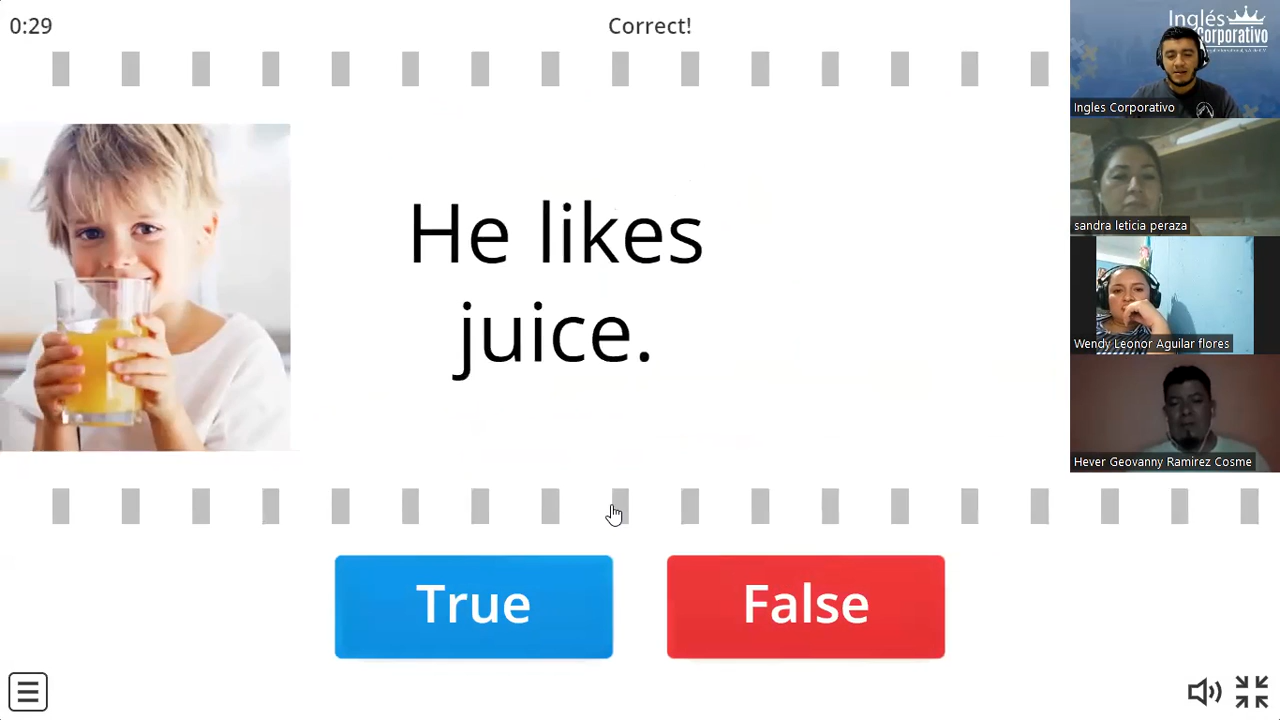 0:29
Correct!
Inglés
Corporativo
Ingles Corporativo
sandra leticia peraza
He likes
juice.
Wendy Leonor Aguilar flores
Hever Geovanny Ramirez Cosme
True
False